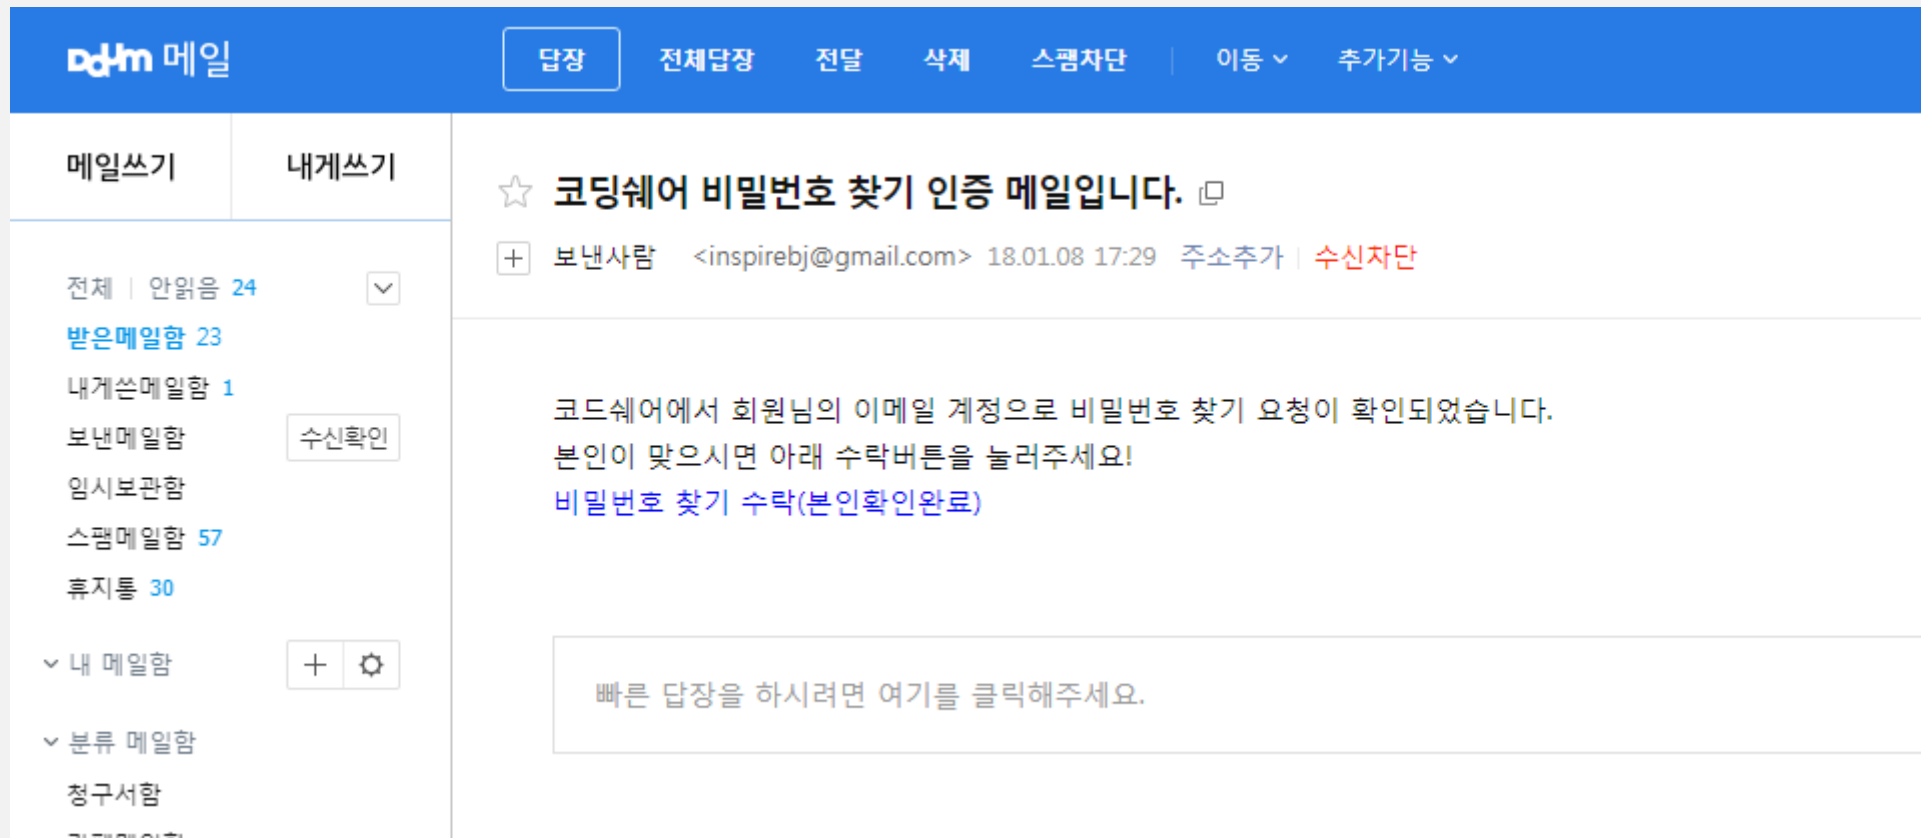 Daum 메일
답장 전체답장 전달 삭제 스팸차단 이동 추가기능
메일쓰기 내게쓰기
코딩쉐어 비밀번호 찾기 인증 메일입니다.
보낸사람 <inspirebj@gmail.com> 18.01.08 17:29 주소추가 수신차단
전체 안읽음 24
받은메일함 23
내게쓴메일함 1
보낸메일함 수신확인
임시보관함
스팸메일함 57
휴지통 30
내 메일함
분류 메일함
청구서함
코드쉐어에서 회원님의 이메일 계정으로 비밀번호 찾기 요청이 확인되었습니다.
본인이 맞으시면 아래 수락버튼을 눌러주세요!
비밀번호 찾기 수락(본인확인완료)
빠른 답장을 하시려면 여기를 클릭해주세요.